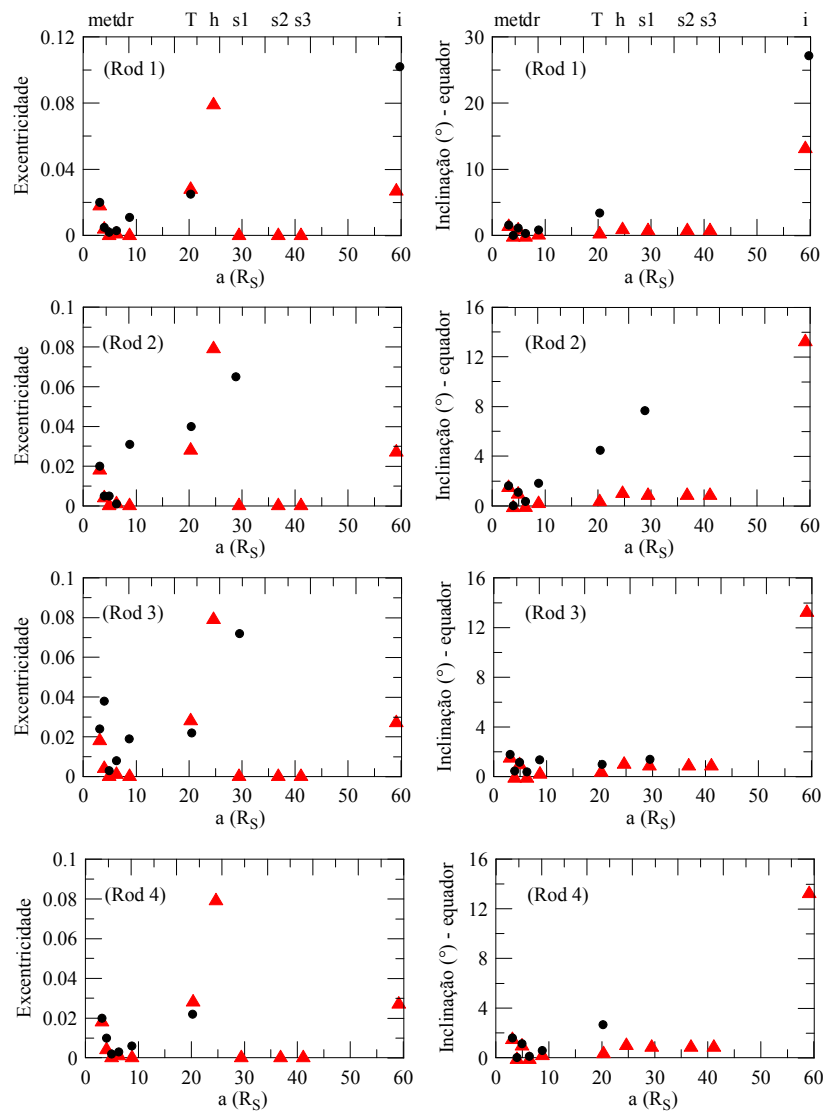 metdr T h s1 s2 s3 i metdr T h s1 s2 s3 i
0.12 30
(Rod 1) (Rod 1)
0.08 20
0.04 10
0 0
0 10 20 30 40 50 60 0 10 20 30 40 50 60
Excentricidade Inclinação (°) - equador
a (R_S) a (R_S)
0.1 16
(Rod 2) (Rod 2)
0.08 12
0.06 8
0.04 4
0.02
0 0
0 10 20 30 40 50 60 0 10 20 30 40 50 60
Excentricidade Inclinação (°) - equador
a (R_S) a (R_S)
0.1 16
(Rod 3) (Rod 3)
0.08 12
0.06 8
0.04 4
0.02
0 0
0 10 20 30 40 50 60 0 10 20 30 40 50 60
Excentricidade Inclinação (°) - equador
a (R_S) a (R_S)
0.1 16
(Rod 4) (Rod 4)
0.08 12
0.06 8
0.04 4
0.02
0 0
0 10 20 30 40 50 60 0 10 20 30 40 50 60
Excentricidade Inclinação (°) - equador
a (R_S) a (R_S)